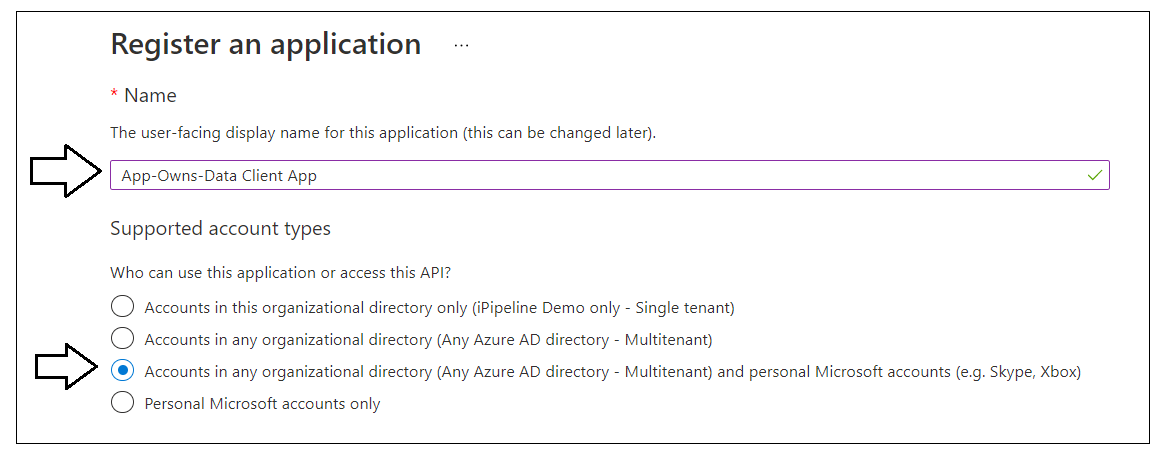 Register an application ...
* Name
The user-facing display name for this application (this can be changed later).
App-Owns-Data Client App
Supported account types
Who can use this application or access this API?
Accounts in this organizational directory only (iPipeline Demo only - Single tenant)
Accounts in any organizational directory (Any Azure AD directory - Multitenant)
Accounts in any organizational directory (Any Azure AD directory - Multitenant) and personal Microsoft accounts (e.g. Skype, Xbox)
Personal Microsoft accounts only